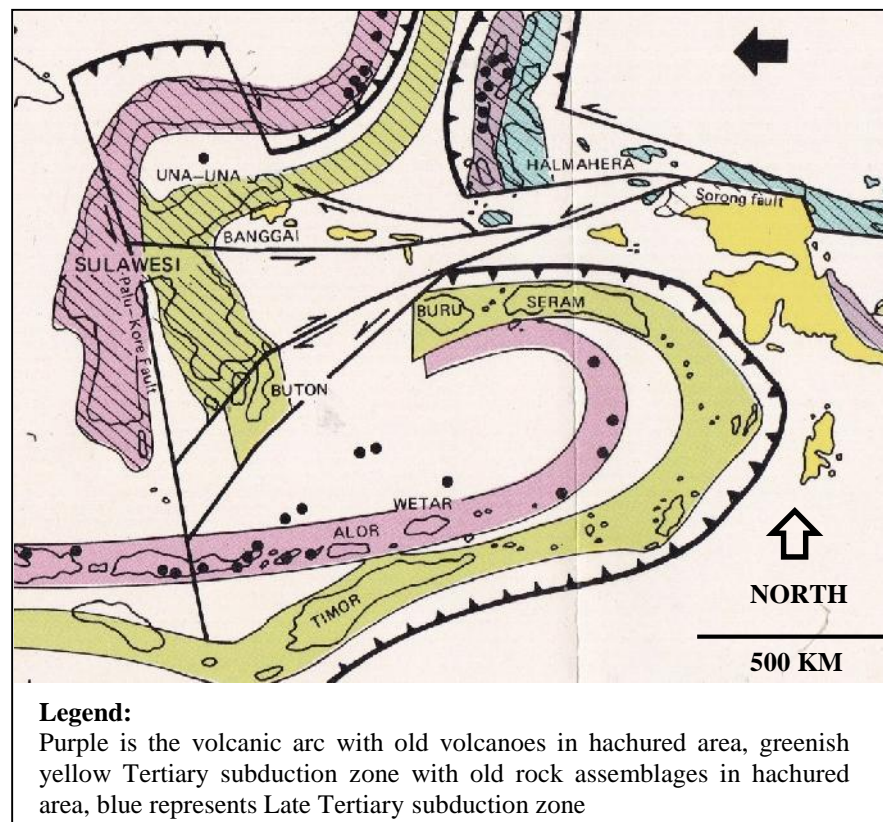 UNA-UNA
HALMAHERA
Sorong fault
BANGGAI
SULAWESI
Palu-Kore Fault
BURU
SERAM
BUTON
WETAR
ALOR
TIMOR
NORTH
500 KM
Legend:
Purple is the volcanic arc with old volcanoes in hachured area, greenish
yellow Tertiary subduction zone with old rock assemblages in hachured
area, blue represents Late Tertiary subduction zone